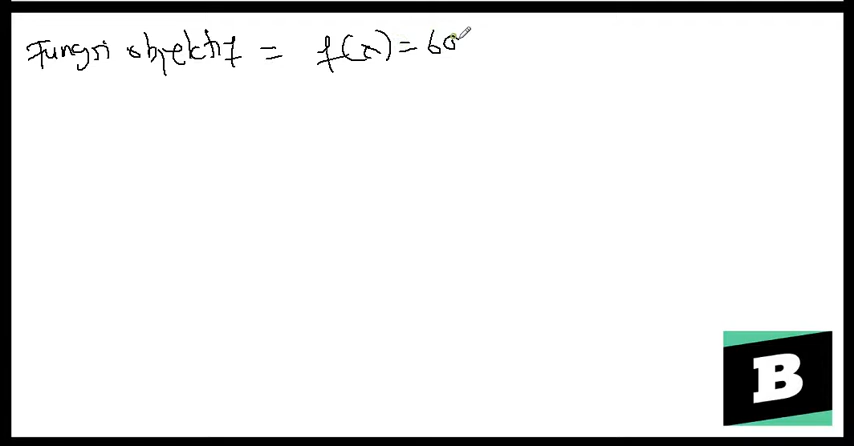 Fungsi objektif = f(x) = 60
B